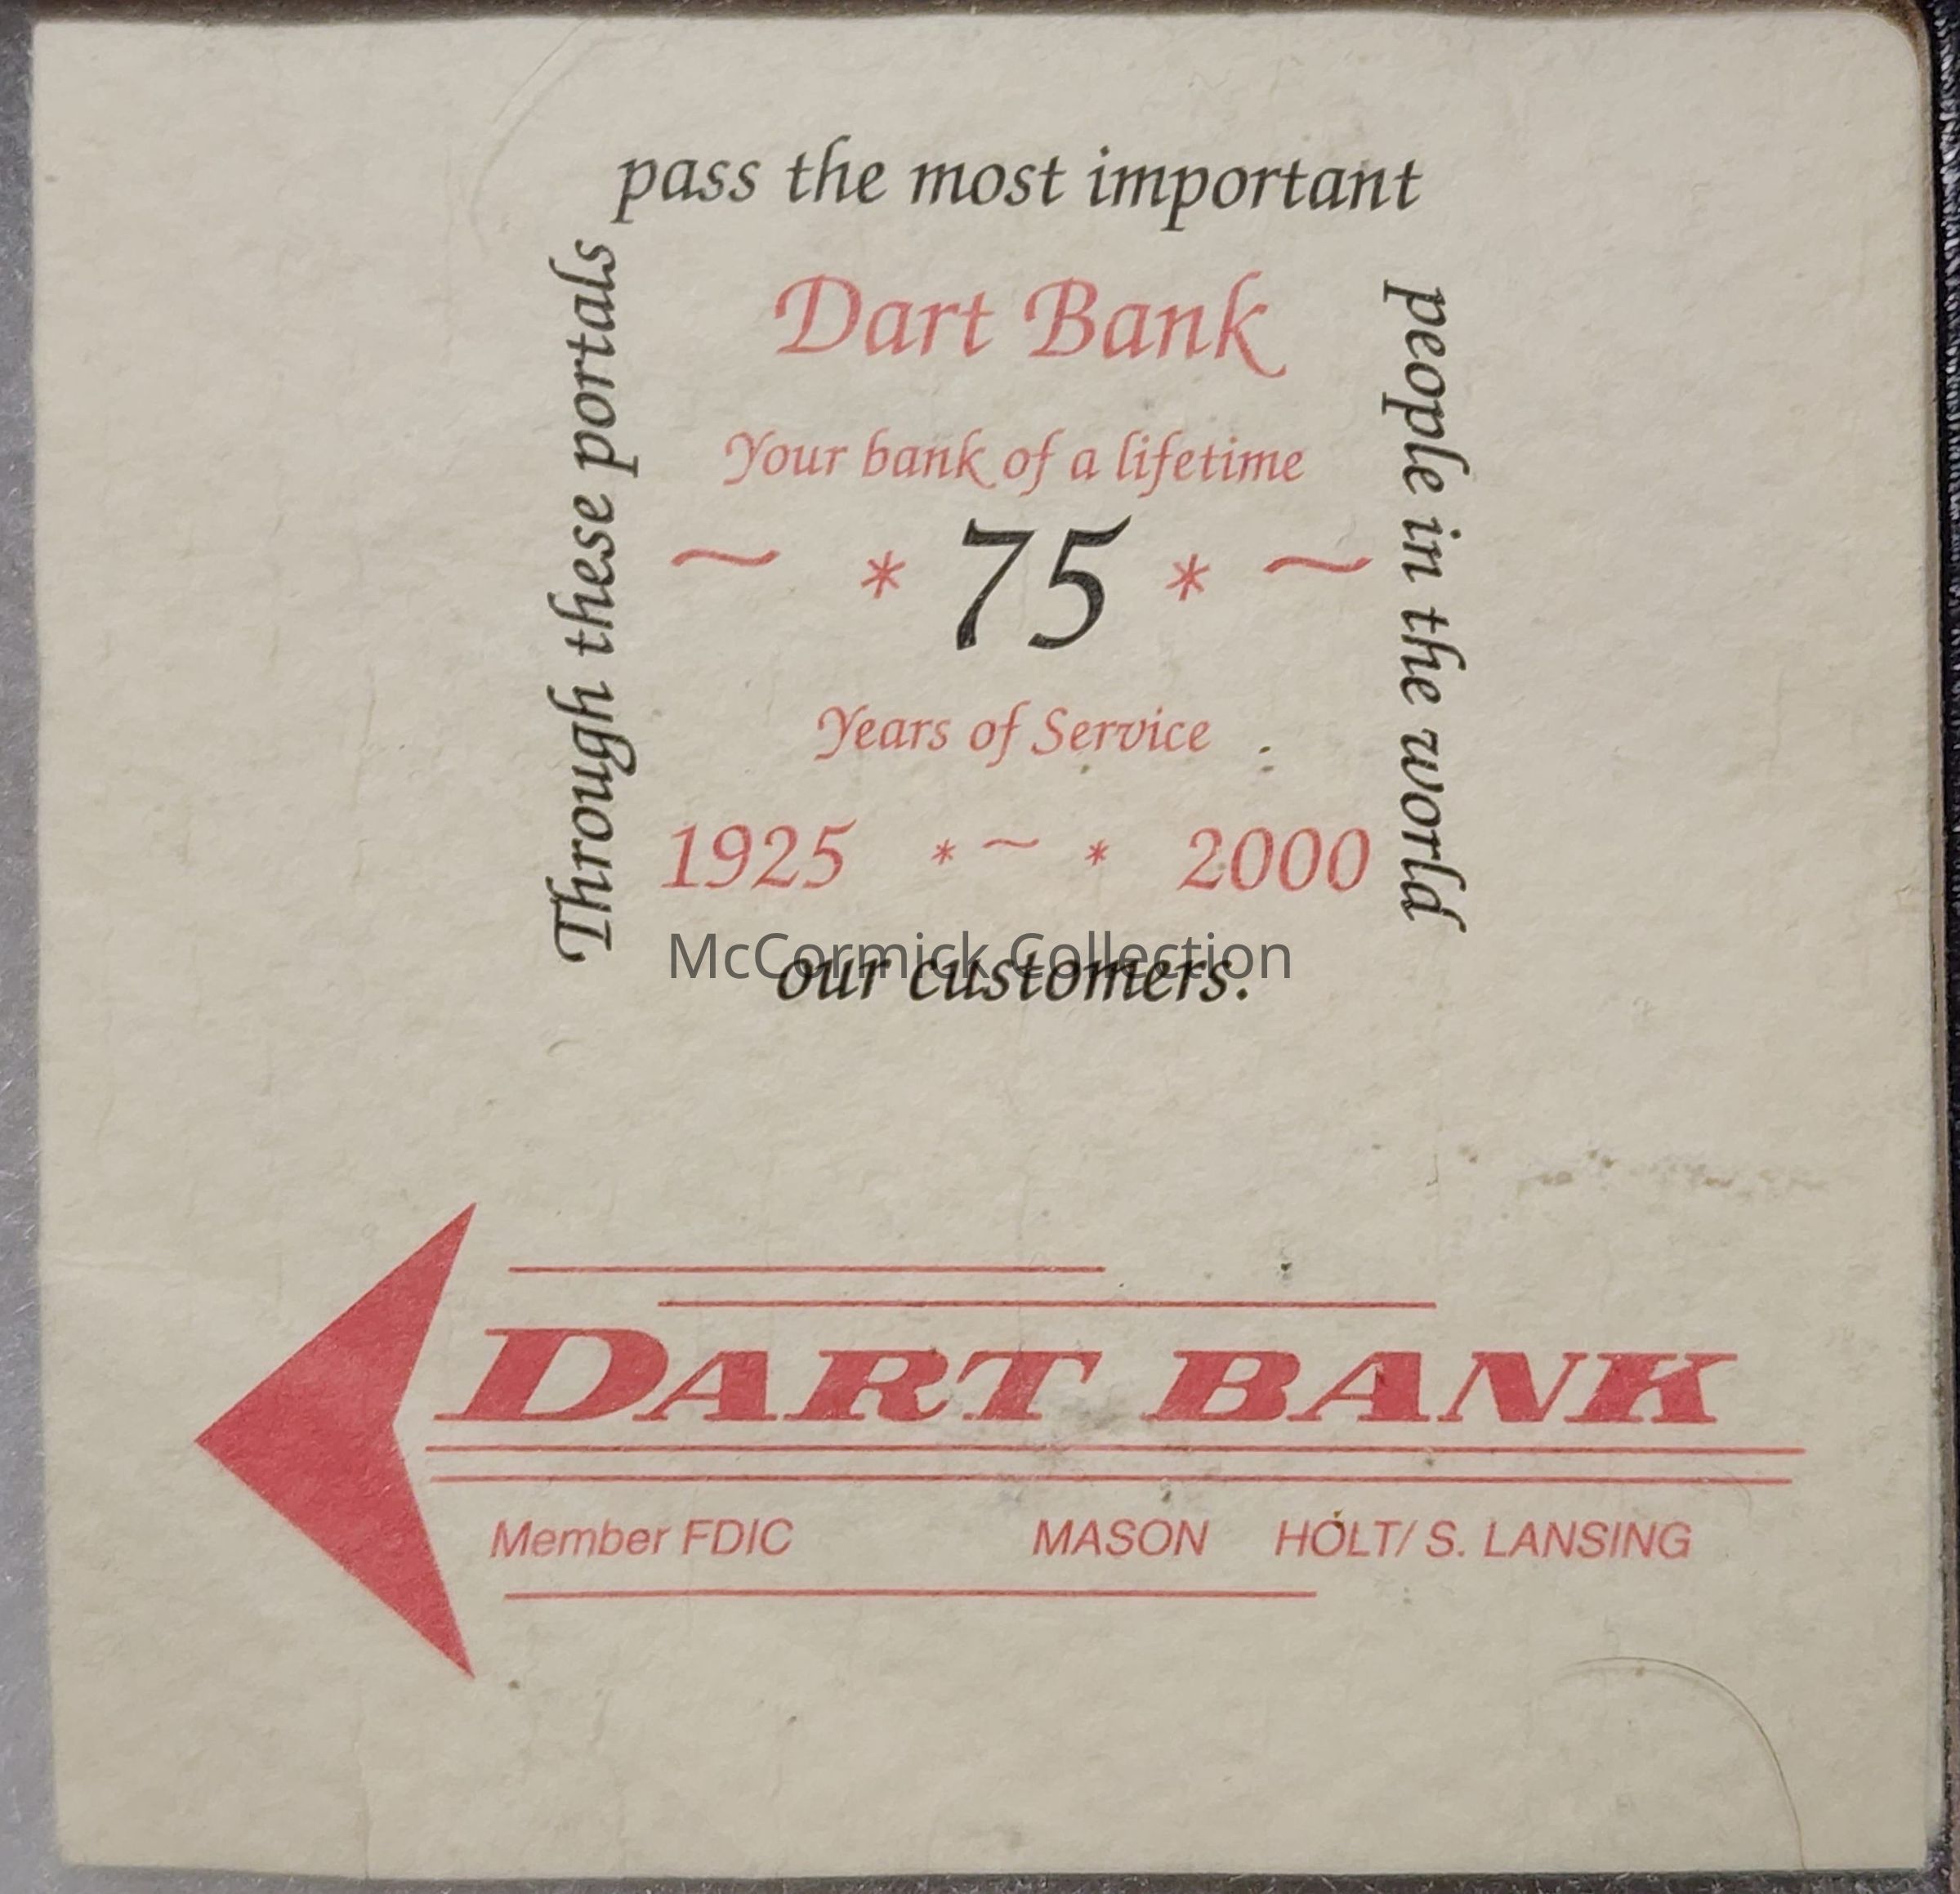 Through these portals
pass the most important
people in the world
Dart Bank
Your bank of a lifetime
~ * 75 * ~
Years of Service
1925 * ~ * 2000
our customers.
McCormick Collection
DART BANK
Member FDIC MASON HOLT/ S. LANSING